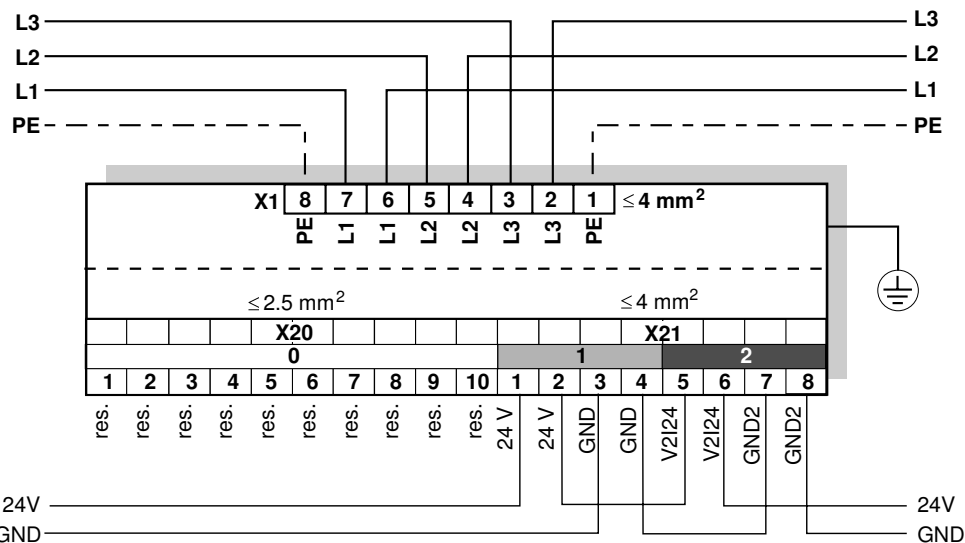 L3 L3
L2 L2
L1 L1
PE PE
X1 8 7 6 5 4 3 2 1 ≤ 4 mm²
PE L1 L1 L2 L2 L3 L3 PE
≤ 2.5 mm² ≤ 4 mm²
X20 X21
0 1 2
1 2 3 4 5 6 7 8 9 10 1 2 3 4 5 6 7 8
res. res. res. res. res. res. res. res. res. res. 24 V 24 V GND GND V2I24 V2I24 GND2 GND2
24V 24V
GND GND